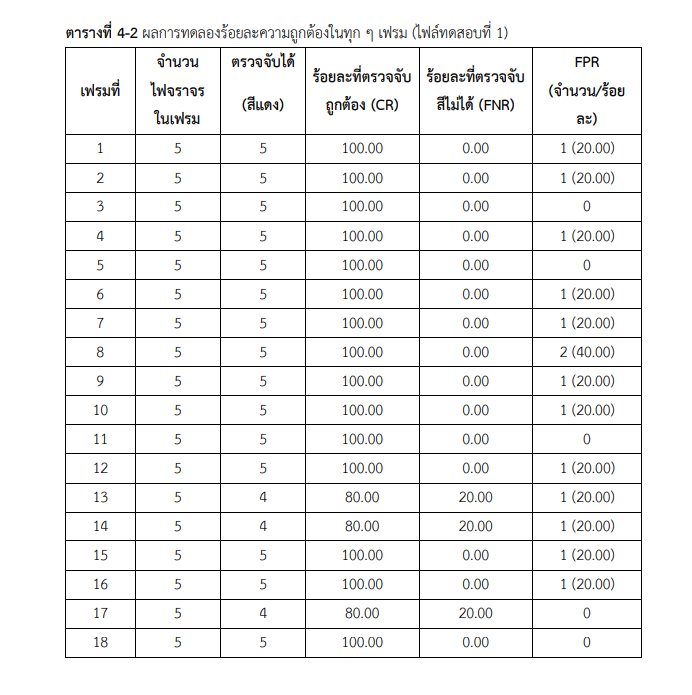 ตารางที่ 4-2 ผลการทดลองร้อยละความถูกต้องในทุก ๆ เฟรม (ไฟล์ทดสอบที่ 1)
เฟรมที่ จำนวนไฟจราจรในเฟรม ตรวจจับได้ (สีแดง) ร้อยละที่ตรวจจับถูกต้อง (CR) ร้อยละที่ตรวจจับสีไม่ได้ (FNR) FPR (จำนวน/ร้อยละ)
1 5 5 100.00 0.00 1 (20.00)
2 5 5 100.00 0.00 1 (20.00)
3 5 5 100.00 0.00 0
4 5 5 100.00 0.00 1 (20.00)
5 5 5 100.00 0.00 0
6 5 5 100.00 0.00 1 (20.00)
7 5 5 100.00 0.00 1 (20.00)
8 5 5 100.00 0.00 2 (40.00)
9 5 5 100.00 0.00 1 (20.00)
10 5 5 100.00 0.00 1 (20.00)
11 5 5 100.00 0.00 0
12 5 5 100.00 0.00 1 (20.00)
13 5 4 80.00 20.00 1 (20.00)
14 5 4 80.00 20.00 1 (20.00)
15 5 5 100.00 0.00 1 (20.00)
16 5 5 100.00 0.00 1 (20.00)
17 5 4 80.00 20.00 0
18 5 5 100.00 0.00 0